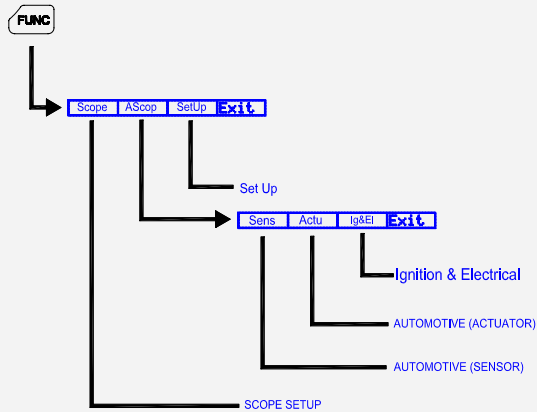 FUNC
Scope AScop SetUp Exit
Set Up
Sens Actu Ig&El Exit
Ignition & Electrical
AUTOMOTIVE (ACTUATOR)
AUTOMOTIVE (SENSOR)
SCOPE SETUP